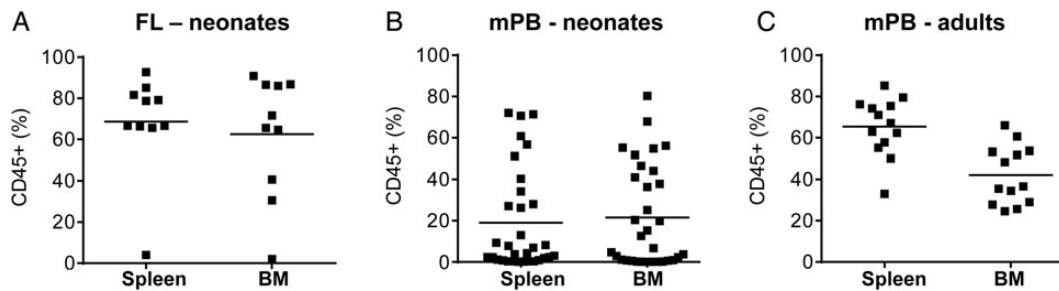 A
FL – neonates
CD45+ (%)
100
80
60
40
20
0
Spleen
BM
B
mPB - neonates
CD45+ (%)
100
80
60
40
20
0
Spleen
BM
C
mPB - adults
CD45+ (%)
100
80
60
40
20
0
Spleen
BM